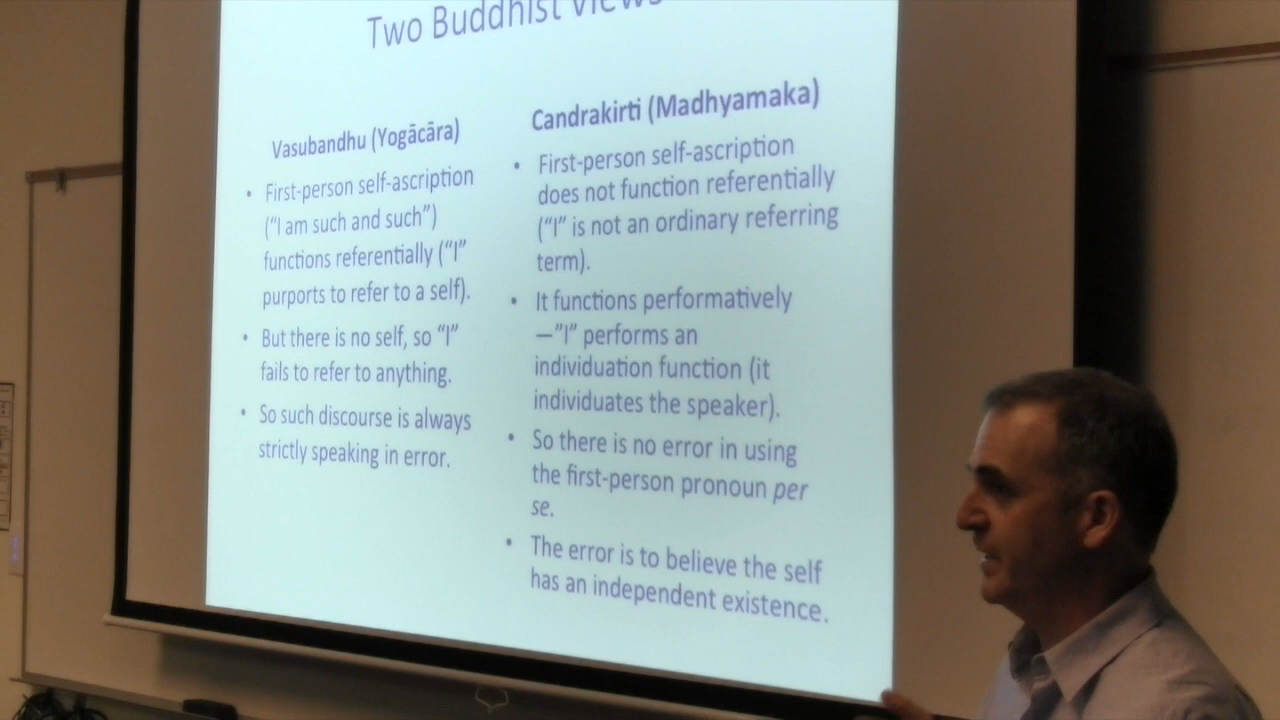 Two Buddhist Views
Vasubandhu (Yogācāra)
• First-person self-ascription
("I am such and such")
functions referentially ("I"
purports to refer to a self).
• But there is no self, so "I"
fails to refer to anything.
• So such discourse is always
strictly speaking in error.
Candrakirti (Madhyamaka)
• First-person self-ascription
does not function referentially
("I" is not an ordinary referring
term).
• It functions performatively
—"I" performs an
individuation function (it
individuates the speaker).
• So there is no error in using
the first-person pronoun per
se.
• The error is to believe the self
has an independent existence.